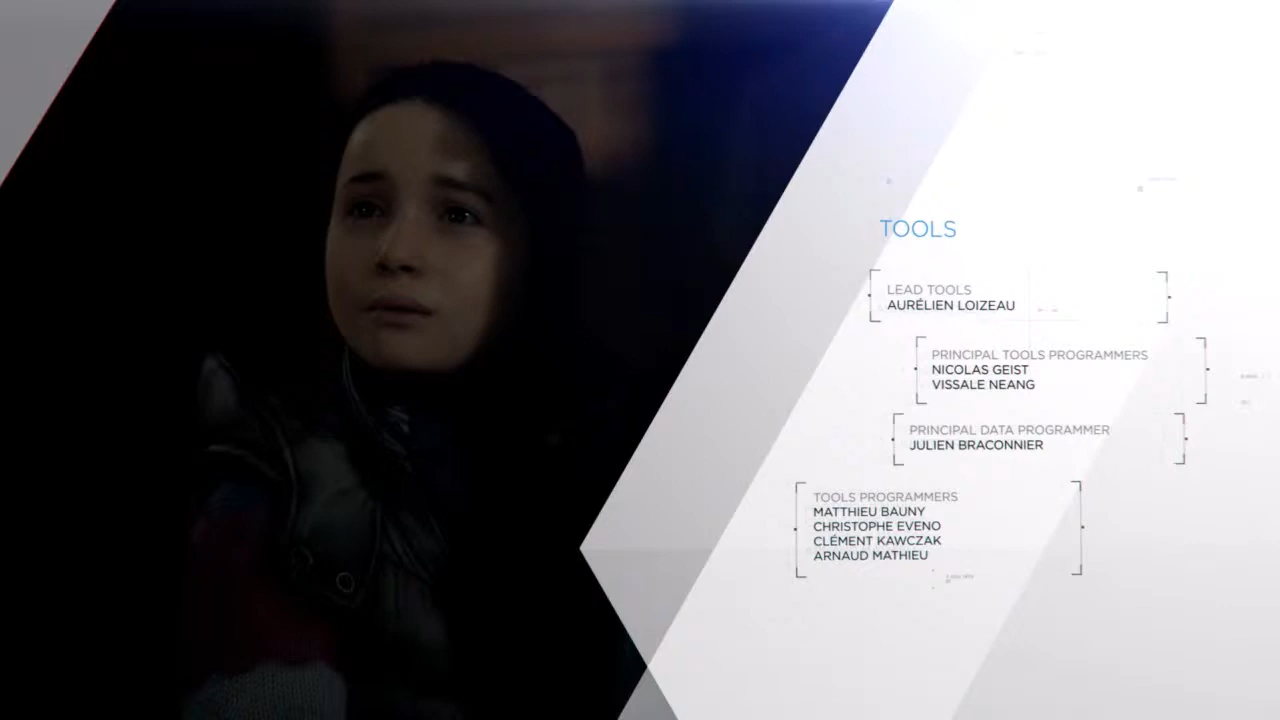 TOOLS
LEAD TOOLS
AURÉLIEN LOIZEAU
PRINCIPAL TOOLS PROGRAMMERS
NICOLAS GEIST
VISSALE NEANG
PRINCIPAL DATA PROGRAMMER
JULIEN BRACONNIER
TOOLS PROGRAMMERS
MATTHIEU BAUNY
CHRISTOPHE EVENO
CLÉMENT KAWCZAK
ARNAUD MATHIEU